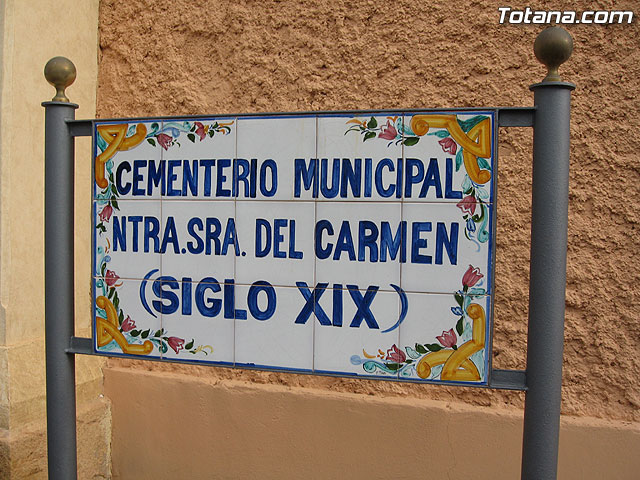 Totana.com
CEMENTERIO MUNICIPAL
NTRA.SRA. DEL CARMEN
(SIGLO XIX)